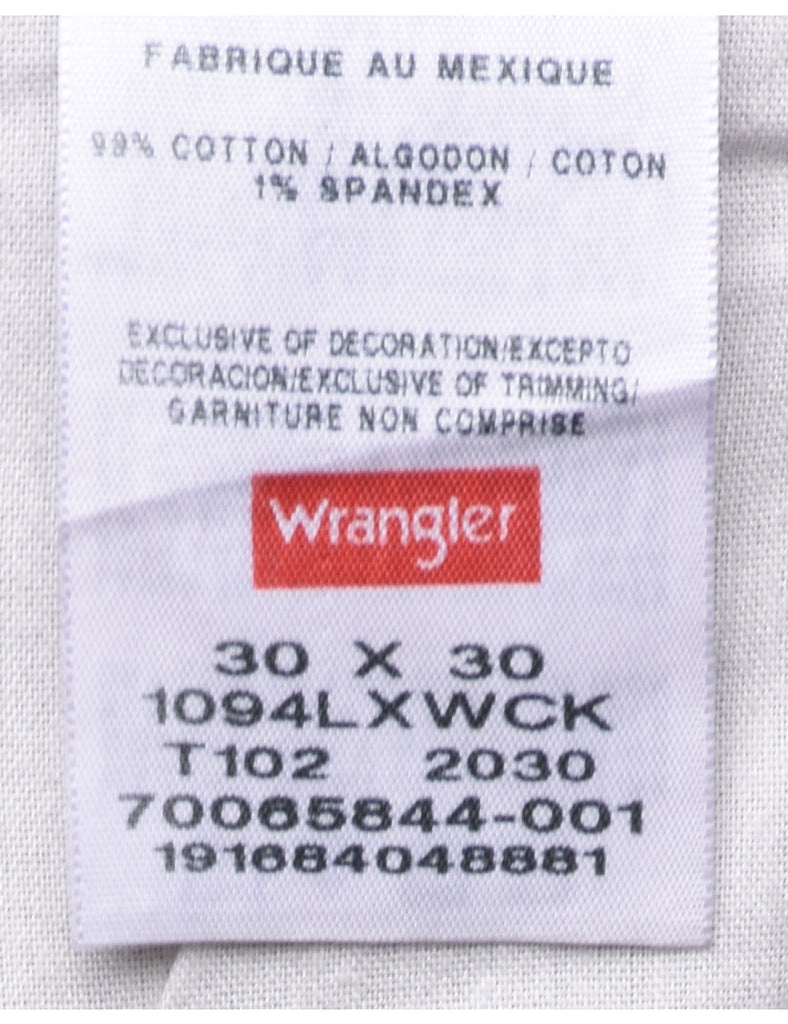 FABRIQUE AU MEXIQUE
99% COTTON / ALGODON / COTON
1% SPANDEX
EXCLUSIVE OF DECORATION/EXCEPTO
DECORACION/EXCLUSIVE OF TRIMMING/
GARNITURE NON COMPRISE
Wrangler
30 X 30
1094LXWCK
T102 2030
70065844-001
191684048881